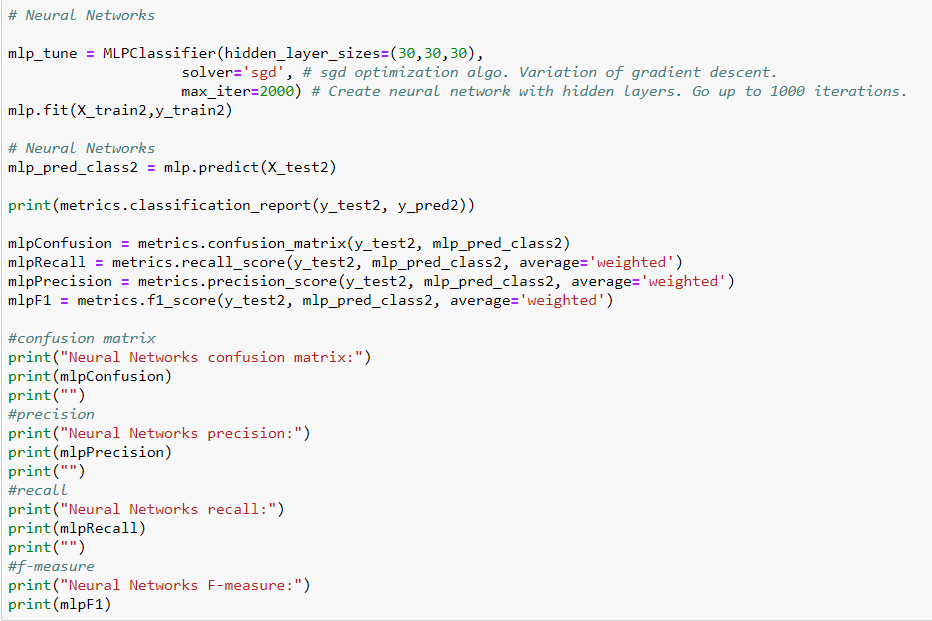 # Neural Networks

mlp_tune = MLPClassifier(hidden_layer_sizes=(30,30,30),
                    solver='sgd', # sgd optimization algo. Variation of gradient descent.
                    max_iter=2000) # Create neural network with hidden layers. Go up to 1000 iterations.
mlp.fit(X_train2,y_train2)

# Neural Networks
mlp_pred_class2 = mlp.predict(X_test2)

print(metrics.classification_report(y_test2, y_pred2))

mlpConfusion = metrics.confusion_matrix(y_test2, mlp_pred_class2)
mlpRecall = metrics.recall_score(y_test2, mlp_pred_class2, average='weighted')
mlpPrecision = metrics.precision_score(y_test2, mlp_pred_class2, average='weighted')
mlpF1 = metrics.f1_score(y_test2, mlp_pred_class2, average='weighted')

#confusion matrix
print("Neural Networks confusion matrix:")
print(mlpConfusion)
print("")
#precision
print("Neural Networks precision:")
print(mlpPrecision)
print("")
#recall
print("Neural Networks recall:")
print(mlpRecall)
print("")
#f-measure
print("Neural Networks F-measure:")
print(mlpF1)